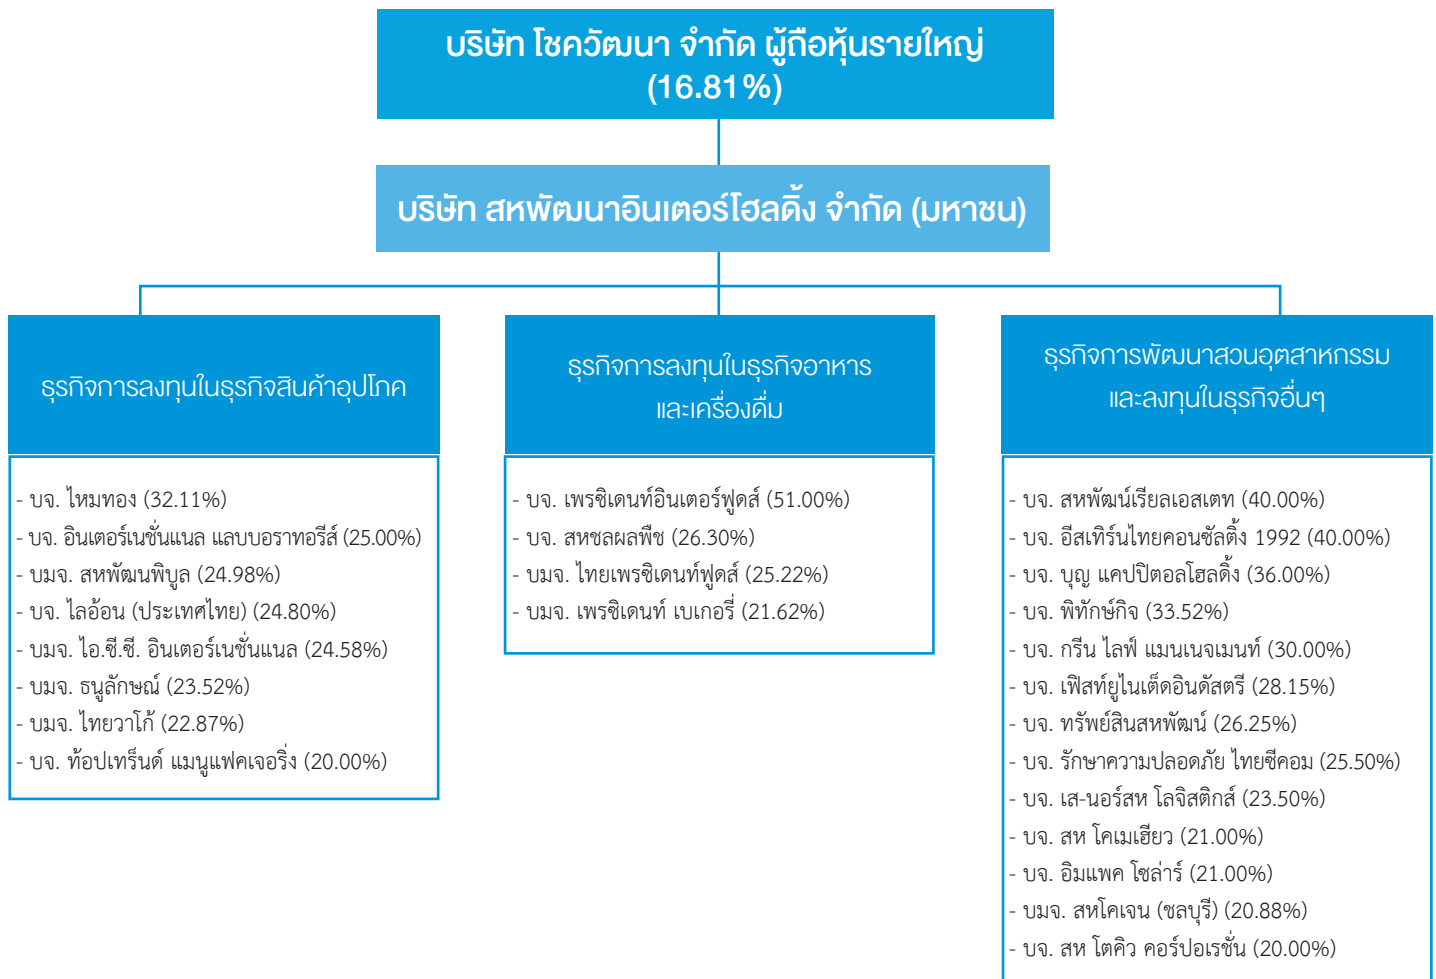 บริษัท โชควัฒนา จำกัด ผู้ถือหุ้นรายใหญ่
(16.81%)
บริษัท สหพัฒนาอินเตอร์โฮลดิ้ง จำกัด (มหาชน)
ธุรกิจการลงทุนในธุรกิจสินค้าอุปโภค
- บจ. ไหมทอง (32.11%)
- บจ. อินเตอร์เนชั่นแนล แลบบอราทอรีส์ (25.00%)
- บมจ. สหพัฒนพิบูล (24.98%)
- บจ. ไลอ้อน (ประเทศไทย) (24.80%)
- บมจ. ไอ.ซี.ซี. อินเตอร์เนชั่นแนล (24.58%)
- บมจ. ธนูลักษณ์ (23.52%)
- บมจ. ไทยวาโก้ (22.87%)
- บจ. ท้อปเทร็นด์ แมนูแฟคเจอริ่ง (20.00%)
ธุรกิจการลงทุนในธุรกิจอาหาร
และเครื่องดื่ม
- บจ. เพรซิเดนท์อินเตอร์ฟูดส์ (51.00%)
- บจ. สหชลผลพืช (26.30%)
- บมจ. ไทยเพรซิเดนท์ฟูดส์ (25.22%)
- บมจ. เพรซิเดนท์ เบเกอรี่ (21.62%)
ธุรกิจการพัฒนาสวนอุตสาหกรรม
และลงทุนในธุรกิจอื่นๆ
- บจ. สหพัฒน์เรียลเอสเตท (40.00%)
- บจ. อีสเทิร์นไทยคอนซัลติ้ง 1992 (40.00%)
- บจ. บุญ แคปปิตอลโฮลดิ้ง (36.00%)
- บจ. พิทักษ์กิจ (33.52%)
- บจ. กรีน ไลฟ์ แมนเนจเมนท์ (30.00%)
- บจ. เฟิสท์ยูไนเต็ดอินดัสตรี (28.15%)
- บจ. ทรัพย์สินสหพัฒน์ (26.25%)
- บจ. รักษาความปลอดภัย ไทยซีคอม (25.50%)
- บจ. เส-นอร์สห โลจิสติกส์ (23.50%)
- บจ. สห โคเมเฮียว (21.00%)
- บจ. อิมแพค โซล่าร์ (21.00%)
- บมจ. สหโคเจน (ชลบุรี) (20.88%)
- บจ. สห โตคิว คอร์ปอเรชั่น (20.00%)